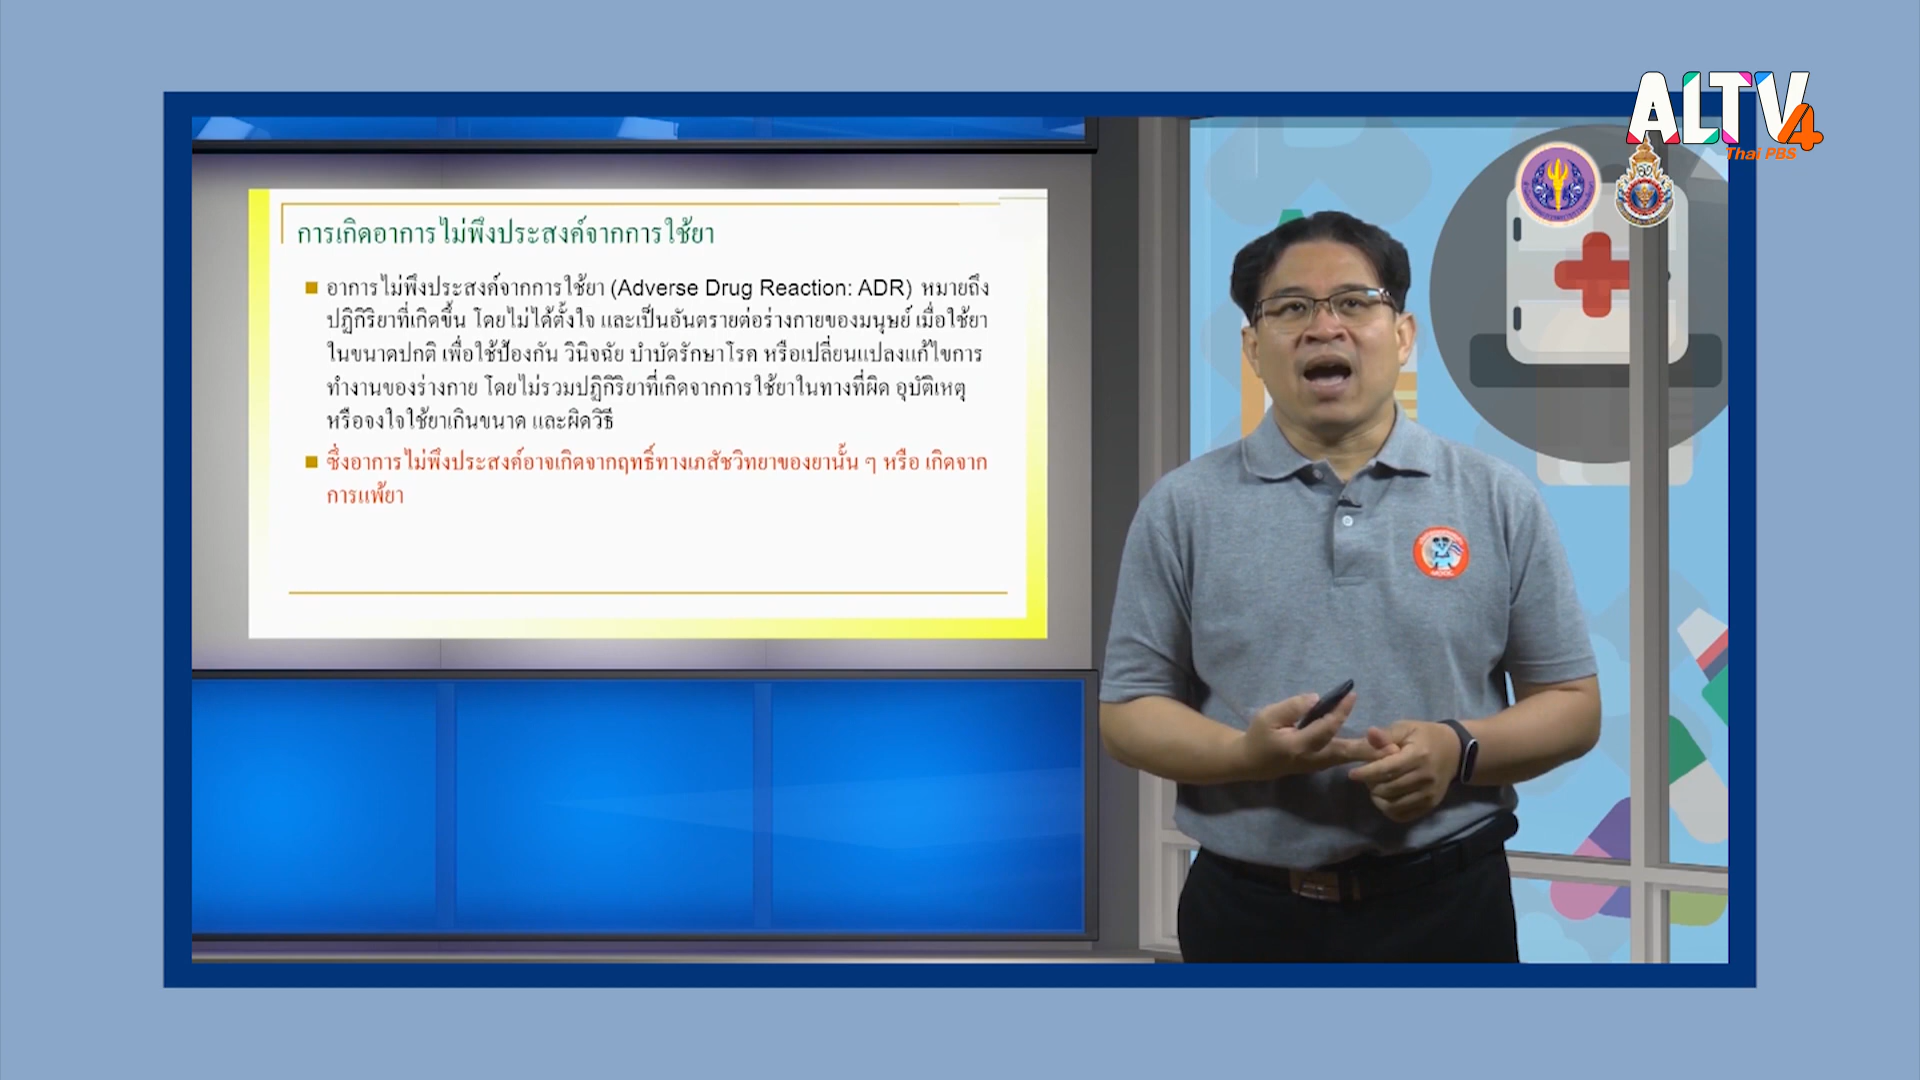 ALTV4
Thai PBS
การเกิดอาการไม่พึงประสงค์จากการใช้ยา
อาการไม่พึงประสงค์จากการใช้ยา (Adverse Drug Reaction: ADR) หมายถึง
ปฏิกิริยาที่เกิดขึ้น โดยไม่ได้ตั้งใจ และเป็นอันตรายต่อร่างกายของมนุษย์ เมื่อใช้ยา
ในขนาดปกติ เพื่อใช้ป้องกัน วินิจฉัย บำบัดรักษาโรค หรือเปลี่ยนแปลงแก้ไขการ
ทำงานของร่างกาย โดยไม่รวมปฏิกิริยาที่เกิดจากการใช้ยาในทางที่ผิด อุบัติเหตุ
หรือจงใจใช้ยาเกินขนาด และผิดวิธี
ซึ่งอาการไม่พึงประสงค์อาจเกิดจากฤทธิ์ทางเภสัชวิทยาของยานั้น ๆ หรือ เกิดจาก
การแพ้ยา